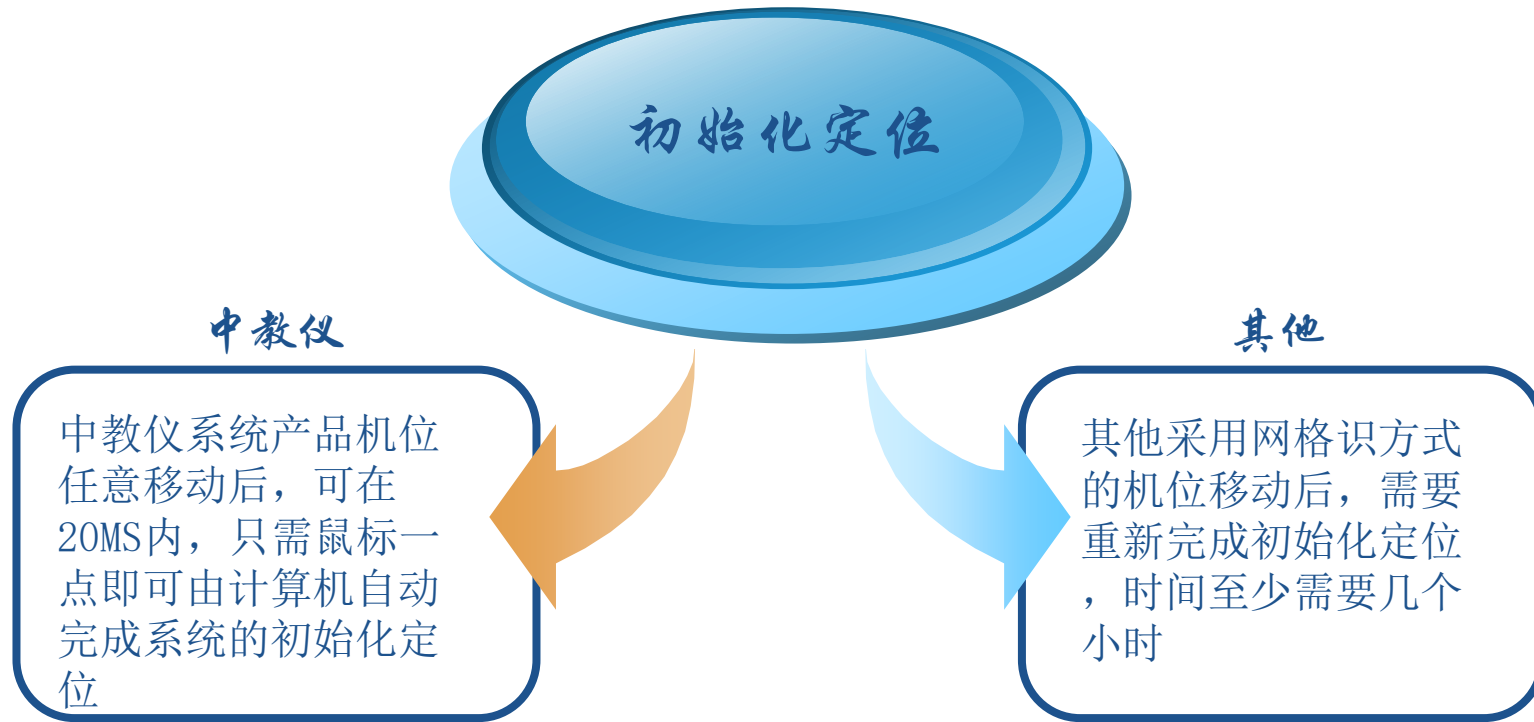 初始化定位
中教仪
中教仪系统产品机位
任意移动后，可在
20MS内，只需鼠标一
点即可由计算机自动
完成系统的初始化定
位
其他
其他采用网格识方式
的机位移动后，需要
重新完成初始化定位
，时间至少需要几个
小时